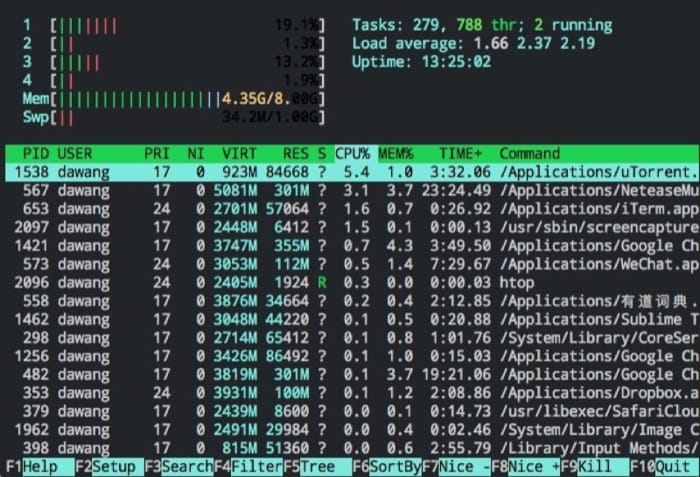 1 [||||||| 19.1%] Tasks: 279, 788 thr; 2 running
2 [|| 1.3%] Load average: 1.66 2.37 2.19
3 [||||| 13.2%] Uptime: 13:25:02
4 [|| 1.9%]
Mem[||||||||||||||||||||4.35G/8.00G]
Swp[|| 34.2M/1.00G]
PID USER PRI NI VIRT RES S CPU% MEM% TIME+ Command
1538 dawang 17 0 923M 84668 ? 5.4 1.0 3:32.06 /Applications/uTorrent.
567 dawang 17 0 5081M 301M ? 3.1 3.7 23:24.49 /Applications/NeteaseMu
653 dawang 24 0 2701M 57064 ? 1.6 0.7 0:26.92 /Applications/iTerm.app
2097 dawang 17 0 2448M 6412 ? 1.5 0.1 0:00.13 /usr/sbin/screencapture
1421 dawang 17 0 3747M 355M ? 0.7 4.3 3:49.50 /Applications/Google Ch
573 dawang 24 0 3053M 112M ? 0.5 1.4 7:29.67 /Applications/WeChat.ap
2096 dawang 24 0 2405M 1924 R 0.3 0.0 0:00.03 htop
558 dawang 17 0 3876M 34664 ? 0.2 0.4 2:12.85 /Applications/有道词典.
1462 dawang 17 0 3048M 44220 ? 0.1 0.5 0:20.88 /Applications/Sublime T
298 dawang 17 0 2714M 65412 ? 0.1 0.8 1:01.76 /System/Library/CoreSer
1256 dawang 17 0 3426M 86492 ? 0.1 1.0 0:15.03 /Applications/Google Ch
482 dawang 17 0 3819M 301M ? 0.1 3.7 19:21.06 /Applications/Google Ch
353 dawang 24 0 3931M 100M ? 0.1 1.2 2:08.86 /Applications/Dropbox.a
379 dawang 17 0 2439M 8600 ? 0.0 0.1 0:14.73 /usr/libexec/SafariClou
1962 dawang 17 0 2491M 29984 ? 0.0 0.4 0:02.46 /System/Library/Image C
398 dawang 17 0 815M 51360 ? 0.0 0.6 2:55.79 /Library/Input Methods/
F1Help F2Setup F3SearchF4FilterF5Tree F6SortByF7Nice -F8Nice +F9Kill F10Quit